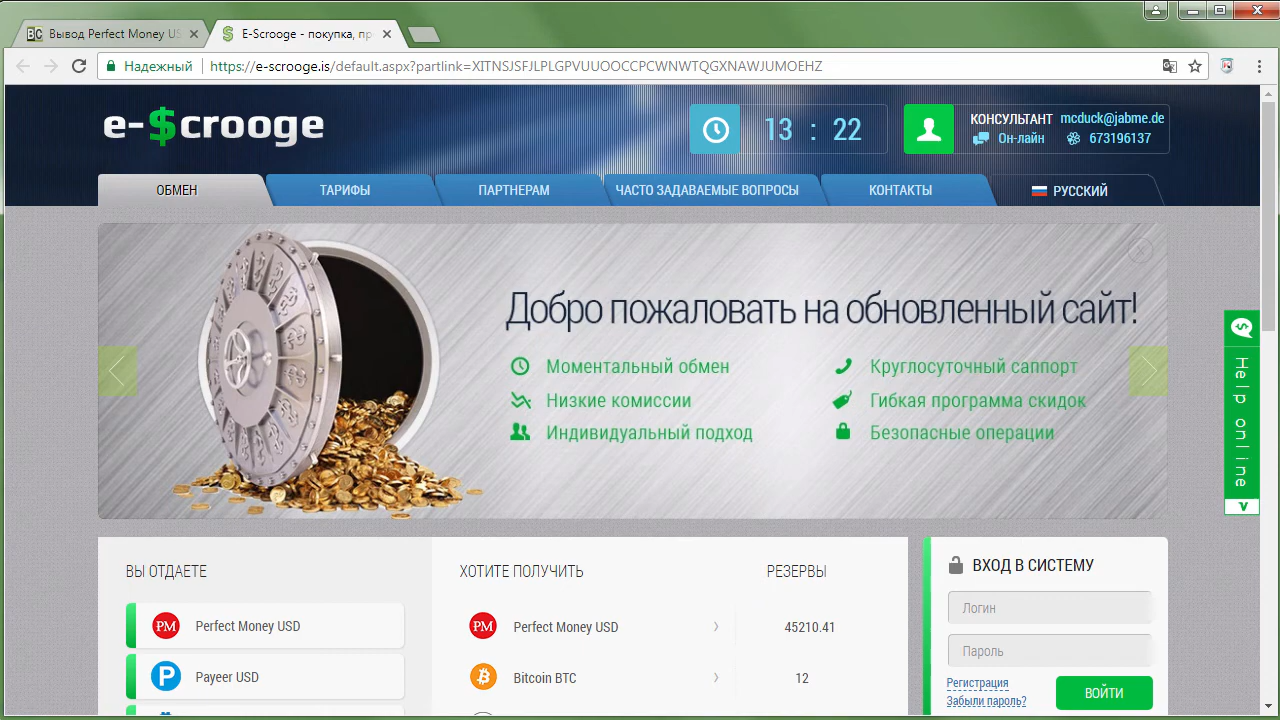 BC Вывод Perfect Money US
E-Scrooge - покупка, пр
Надежный https://e-scrooge.is/default.aspx?partlink=XITNSJSFJLPLGPVUUOOCCPCWNWTQGXNAWJUMOEHZ
e-$crooge
13 : 22
КОНСУЛЬТАНТ mcduck@jabme.de
Он-лайн 673196137
ОБМЕН ТАРИФЫ ПАРТНЕРАМ ЧАСТО ЗАДАВАЕМЫЕ ВОПРОСЫ КОНТАКТЫ РУССКИЙ
Добро пожаловать на обновленный сайт!
Моментальный обмен Круглосуточный саппорт
Низкие комиссии Гибкая программа скидок
Индивидуальный подход Безопасные операции
Help online
v
ВЫ ОТДАЕТЕ ХОТИТЕ ПОЛУЧИТЬ РЕЗЕРВЫ
PM Perfect Money USD PM Perfect Money USD 45210.41
P Payeer USD Bitcoin BTC 12
ВХОД В СИСТЕМУ
Логин
Пароль
Регистрация
Забыли пароль?
ВОЙТИ